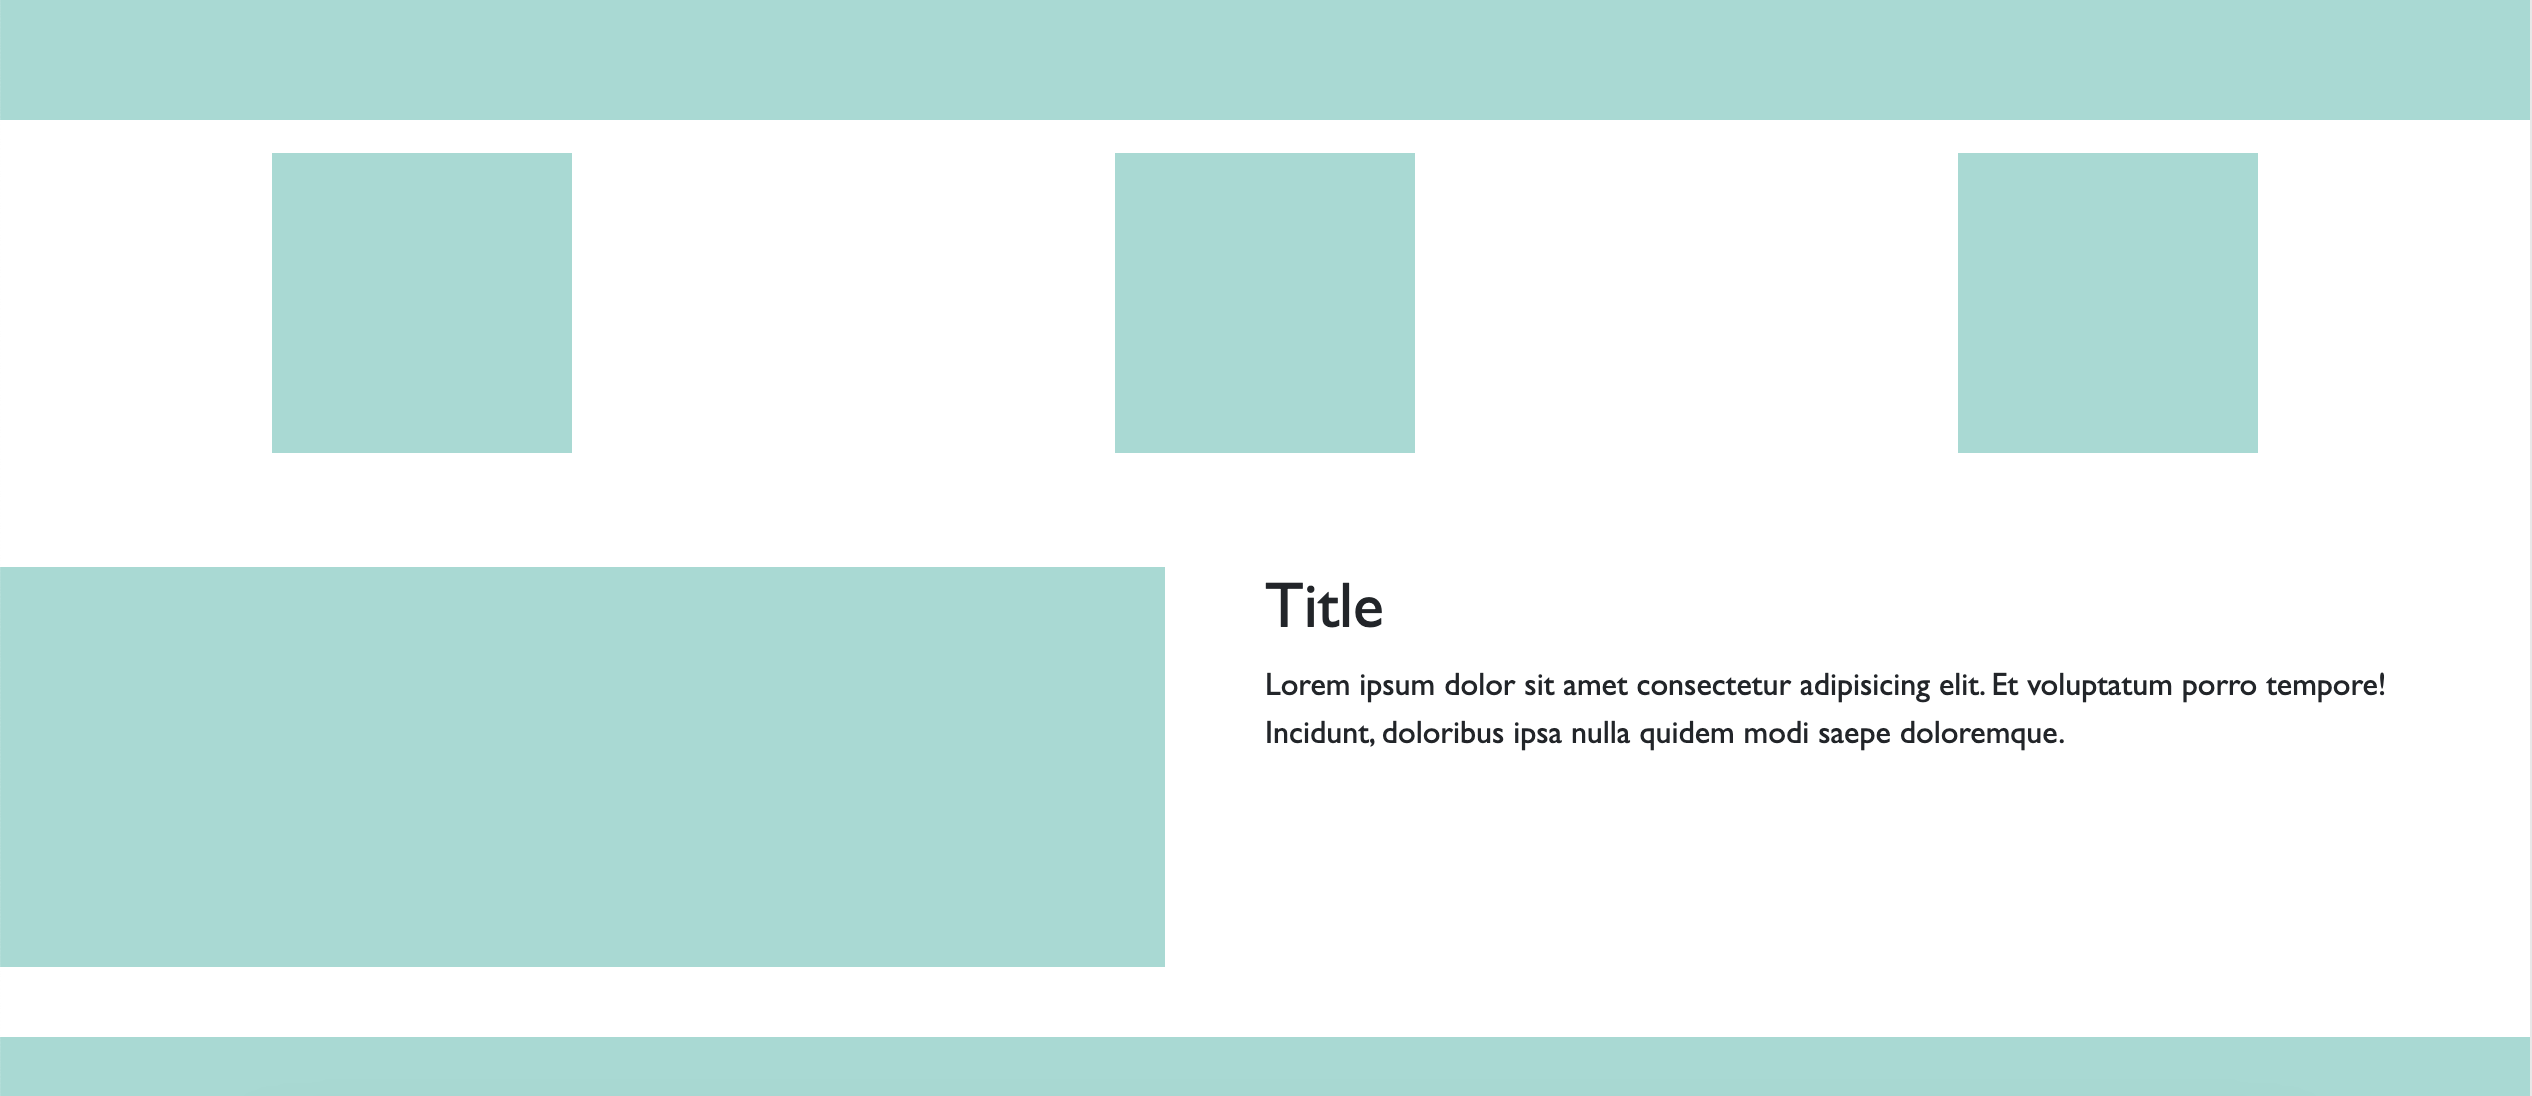 Title
Lorem ipsum dolor sit amet consectetur adipisicing elit. Et voluptatum porro tempore!
Incidunt, doloribus ipsa nulla quidem modi saepe doloremque.